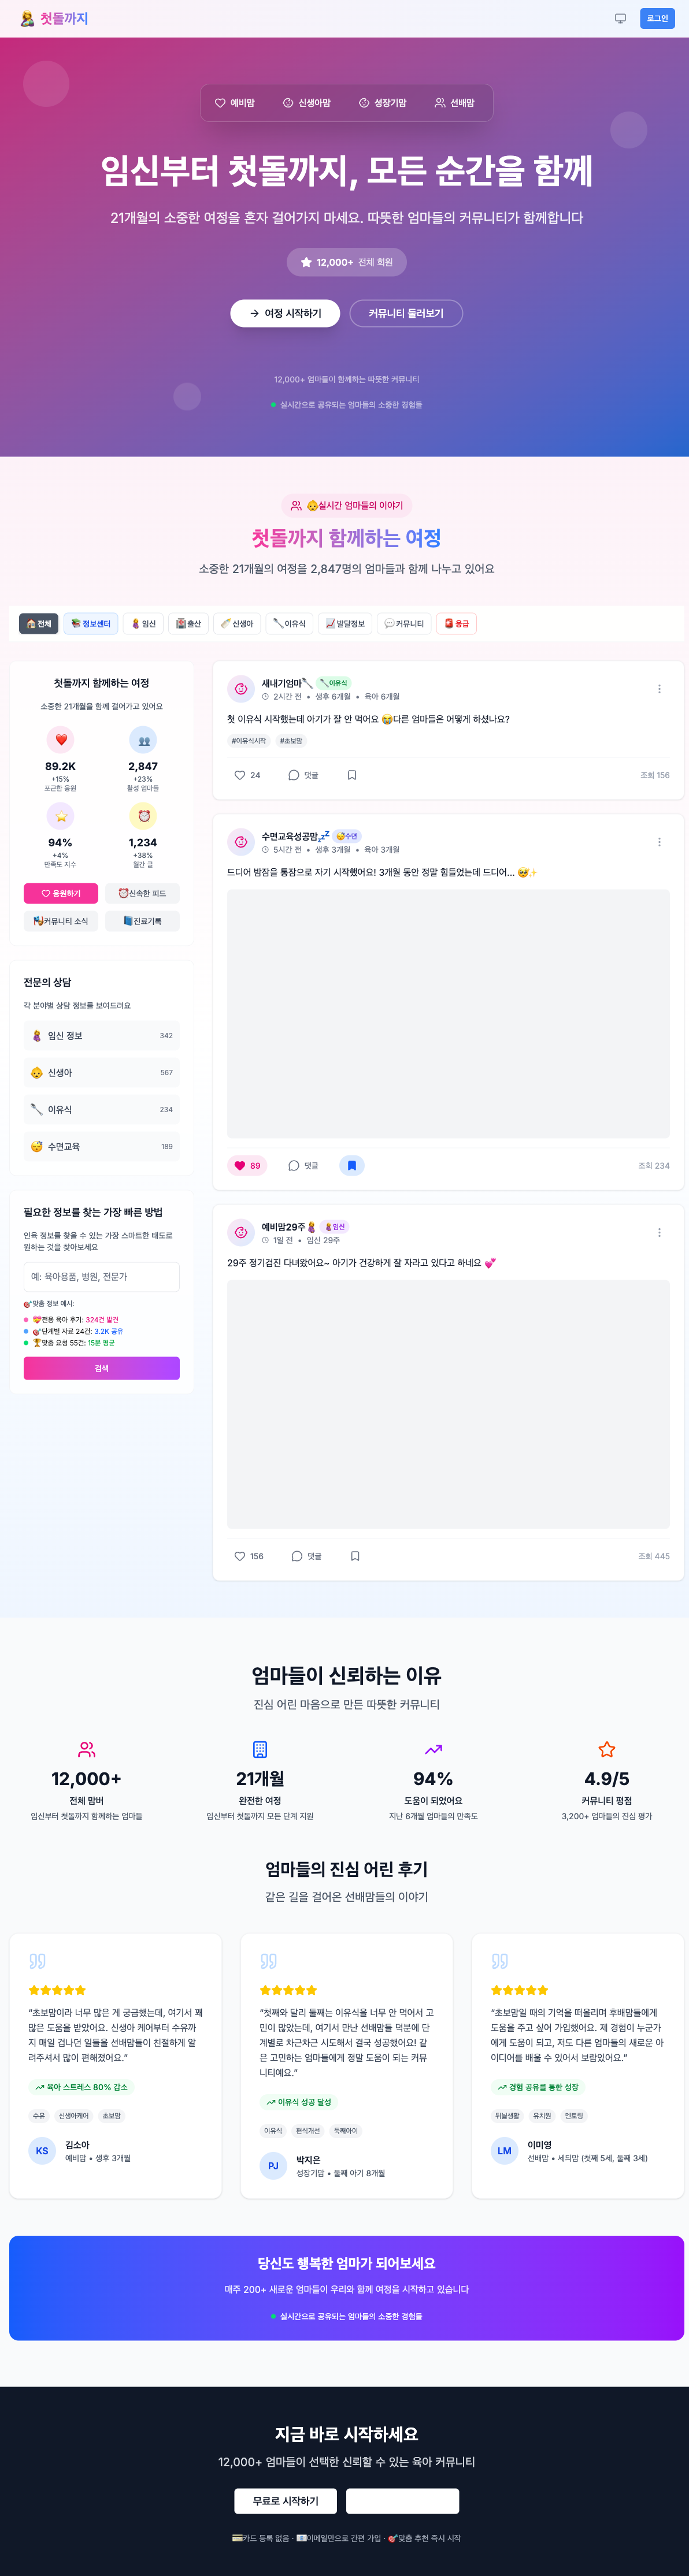 첫돌까지
로그인
예비맘
신생아맘
성장기맘
선배맘
임신부터 첫돌까지, 모든 순간을 함께
21개월의 소중한 여정을 혼자 걸어가지 마세요. 따뜻한 엄마들의 커뮤니티가 함께합니다
12,000+ 전체 회원
여정 시작하기
커뮤니티 둘러보기
12,000+ 엄마들이 함께하는 따뜻한 커뮤니티
실시간으로 공유되는 엄마들의 소중한 경험들
👶실시간 엄마들의 이야기
첫돌까지 함께하는 여정
소중한 21개월의 여정을 2,847명의 엄마들과 함께 나누고 있어요
🏠전체
📚정보센터
🤱임신
🏥출산
🍼신생아
🥄이유식
📈발달정보
💬커뮤니티
🚨응급
첫돌까지 함께하는 여정
소중한 21개월을 함께 걸어가고 있어요
89.2K
+15%
포근한 응원
2,847
+23%
활성 엄마들
94%
+4%
만족도 지수
1,234
+38%
월간 글
응원하기
⏰신속한 피드
커뮤니티 소식
진료기록
전문의 상담
각 분야별 상담 정보를 보여드려요
임신 정보
342
신생아
567
이유식
234
수면교육
189
필요한 정보를 찾는 가장 빠른 방법
인육 정보를 찾을 수 있는 가장 스마트한 태도로
원하는 것을 찾아보세요
예: 육아용품, 병원, 전문가
🎯맞춤 정보 예시:
💝전용 육아 후기: 324건 발견
🎯단계별 자료 24건: 3.2K 공유
🏆맞춤 요청 55건: 15분 평균
검색
새내기엄마🥄 🥄이유식
2시간 전 • 생후 6개월 • 육아 6개월
첫 이유식 시작했는데 아기가 잘 안 먹어요 😭다른 엄마들은 어떻게 하셨나요?
#이유식시작
#초보맘
24
댓글
조회 156
수면교육성공맘💤 😴수면
5시간 전 • 생후 3개월 • 육아 3개월
드디어 밤잠을 통잠으로 자기 시작했어요! 3개월 동안 정말 힘들었는데 드디어... 🥹✨
89
댓글
조회 234
예비맘29주🤱 🤱임신
1일 전 • 임신 29주
29주 정기검진 다녀왔어요~ 아기가 건강하게 잘 자라고 있다고 하네요 💕
156
댓글
조회 445
엄마들이 신뢰하는 이유
진심 어린 마음으로 만든 따뜻한 커뮤니티
12,000+
전체 맘버
임신부터 첫돌까지 함께하는 엄마들
21개월
완전한 여정
임신부터 첫돌까지 모든 단계 지원
94%
도움이 되었어요
지난 6개월 엄마들의 만족도
4.9/5
커뮤니티 평점
3,200+ 엄마들의 진심 평가
엄마들의 진심 어린 후기
같은 길을 걸어온 선배맘들의 이야기
“초보맘이라 너무 많은 게 궁금했는데, 여기서 꽤
많은 도움을 받았어요. 신생아 케어부터 수유까
지 매일 겁나던 일들을 선배맘들이 친절하게 알
려주셔서 많이 편해졌어요.”
육아 스트레스 80% 감소
수유
신생아케어
초보맘
KS
김소아
예비맘 • 생후 3개월
“첫째와 달리 둘째는 이유식을 너무 안 먹어서 고
민이 많았는데, 여기서 만난 선배맘들 덕분에 단
계별로 차근차근 시도해서 결국 성공했어요! 같
은 고민하는 엄마들에게 정말 도움이 되는 커뮤
니티예요.”
이유식 성공 달성
이유식
편식개선
둑째아이
PJ
박지은
성장기맘 • 둘째 아기 8개월
“초보맘일 때의 기억을 떠올리며 후배맘들에게
도움을 주고 싶어 가입했어요. 제 경험이 누군가
에게 도움이 되고, 저도 다른 엄마들의 새로운 아
이디어를 배울 수 있어서 보람있어요.”
경험 공유를 통한 성장
뒤늦생활
유치원
멘토링
LM
이미영
선배맘 • 세듸맘 (첫째 5세, 둘째 3세)
당신도 행복한 엄마가 되어보세요
매주 200+ 새로운 엄마들이 우리와 함께 여정을 시작하고 있습니다
실시간으로 공유되는 엄마들의 소중한 경험들
지금 바로 시작하세요
12,000+ 엄마들이 선택한 신뢰할 수 있는 육아 커뮤니티
무료로 시작하기
💳카드 등록 없음 · 📧이메일만으로 간편 가입 · 🎯맞춤 추천 즉시 시작